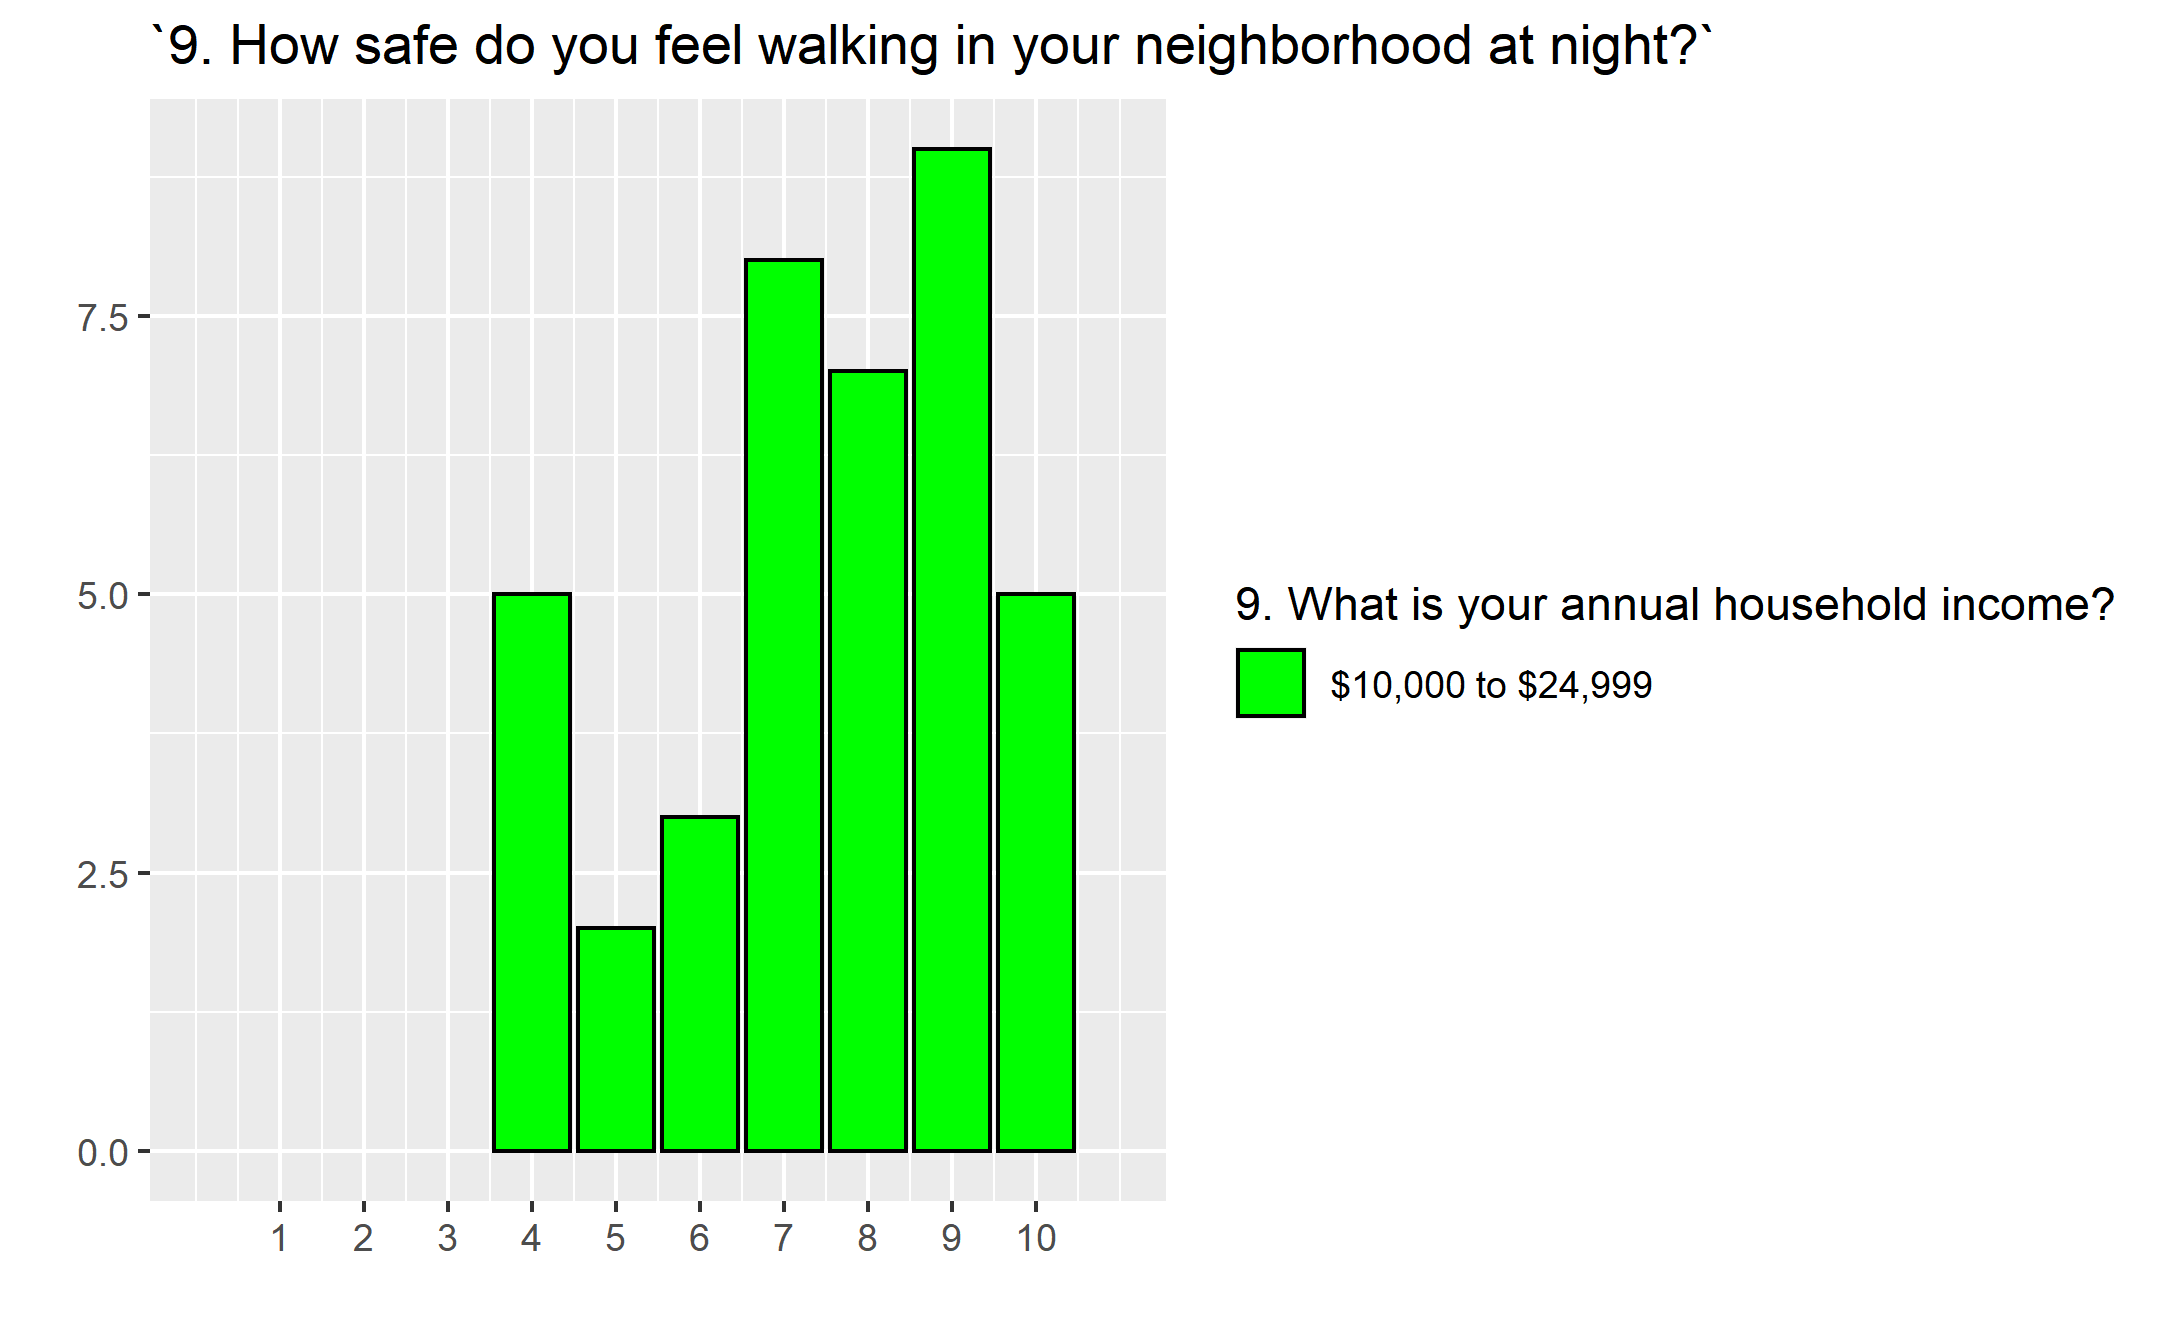 `9. How safe do you feel walking in your neighborhood at night?`
7.5
5.0
2.5
0.0
1 2 3 4 5 6 7 8 9 10
9. What is your annual household income?
$10,000 to $24,999